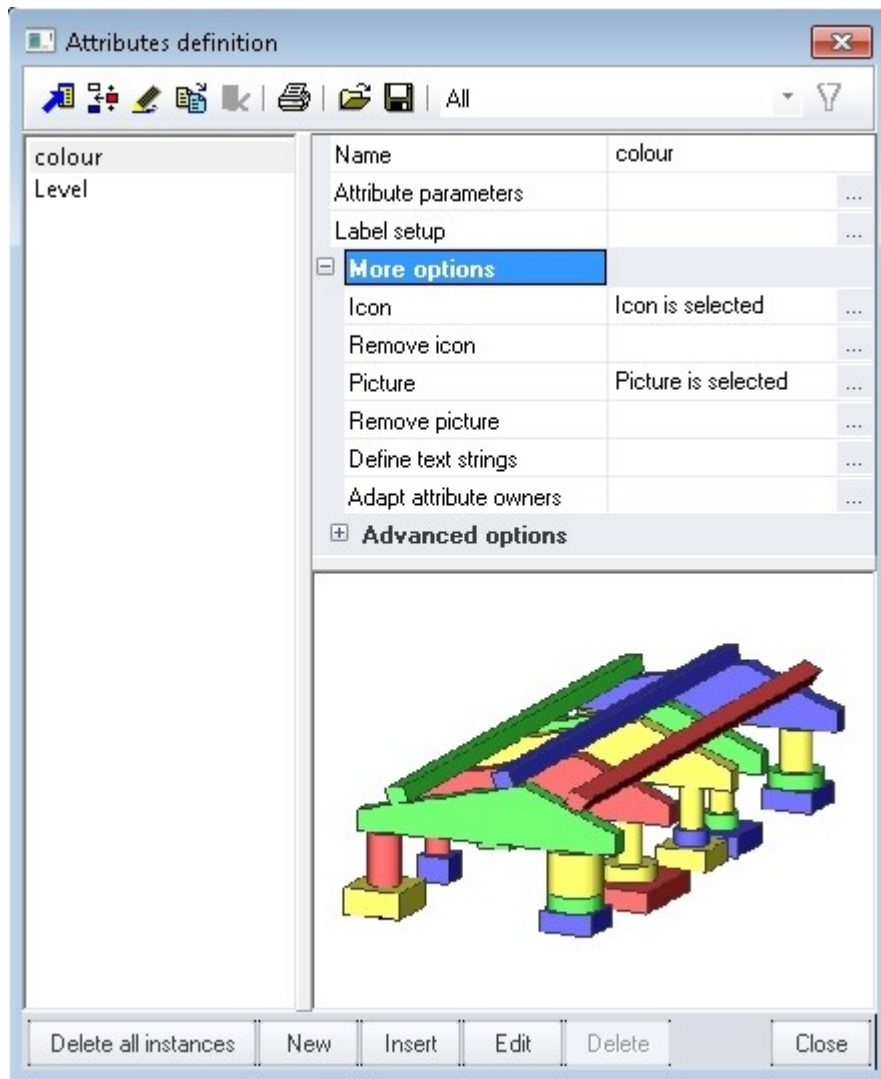 Attributes definition
All
colour
Level
Name colour
Attribute parameters ...
Label setup ...
More options
Icon Icon is selected ...
Remove icon ...
Picture Picture is selected ...
Remove picture ...
Define text strings ...
Adapt attribute owners ...
Advanced options
Delete all instances New Insert Edit Delete Close